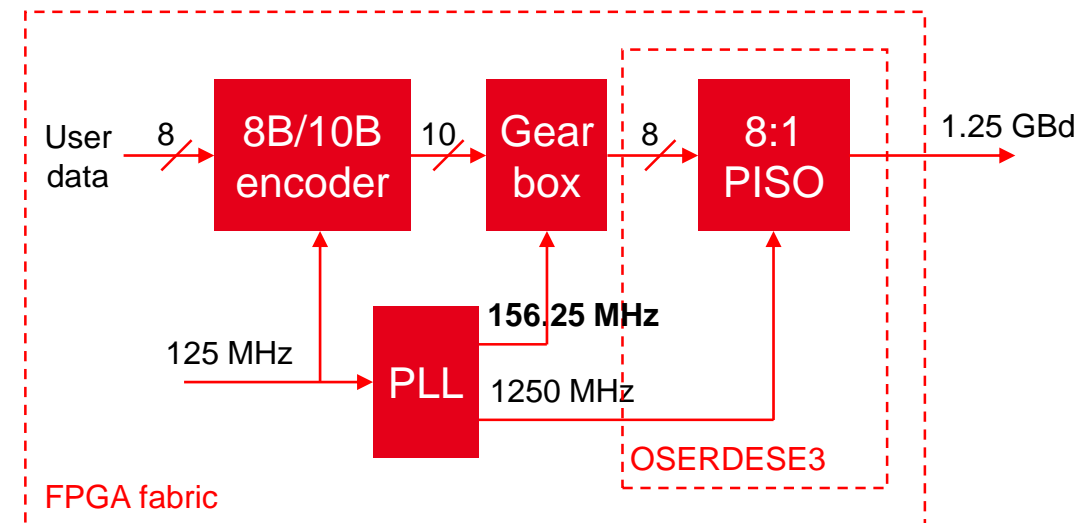 User
data
8
8B/10B
encoder
10
Gear
box
8
8:1
PISO
1.25 GBd
125 MHz
PLL
156.25 MHz
1250 MHz
OSERDESE3
FPGA fabric